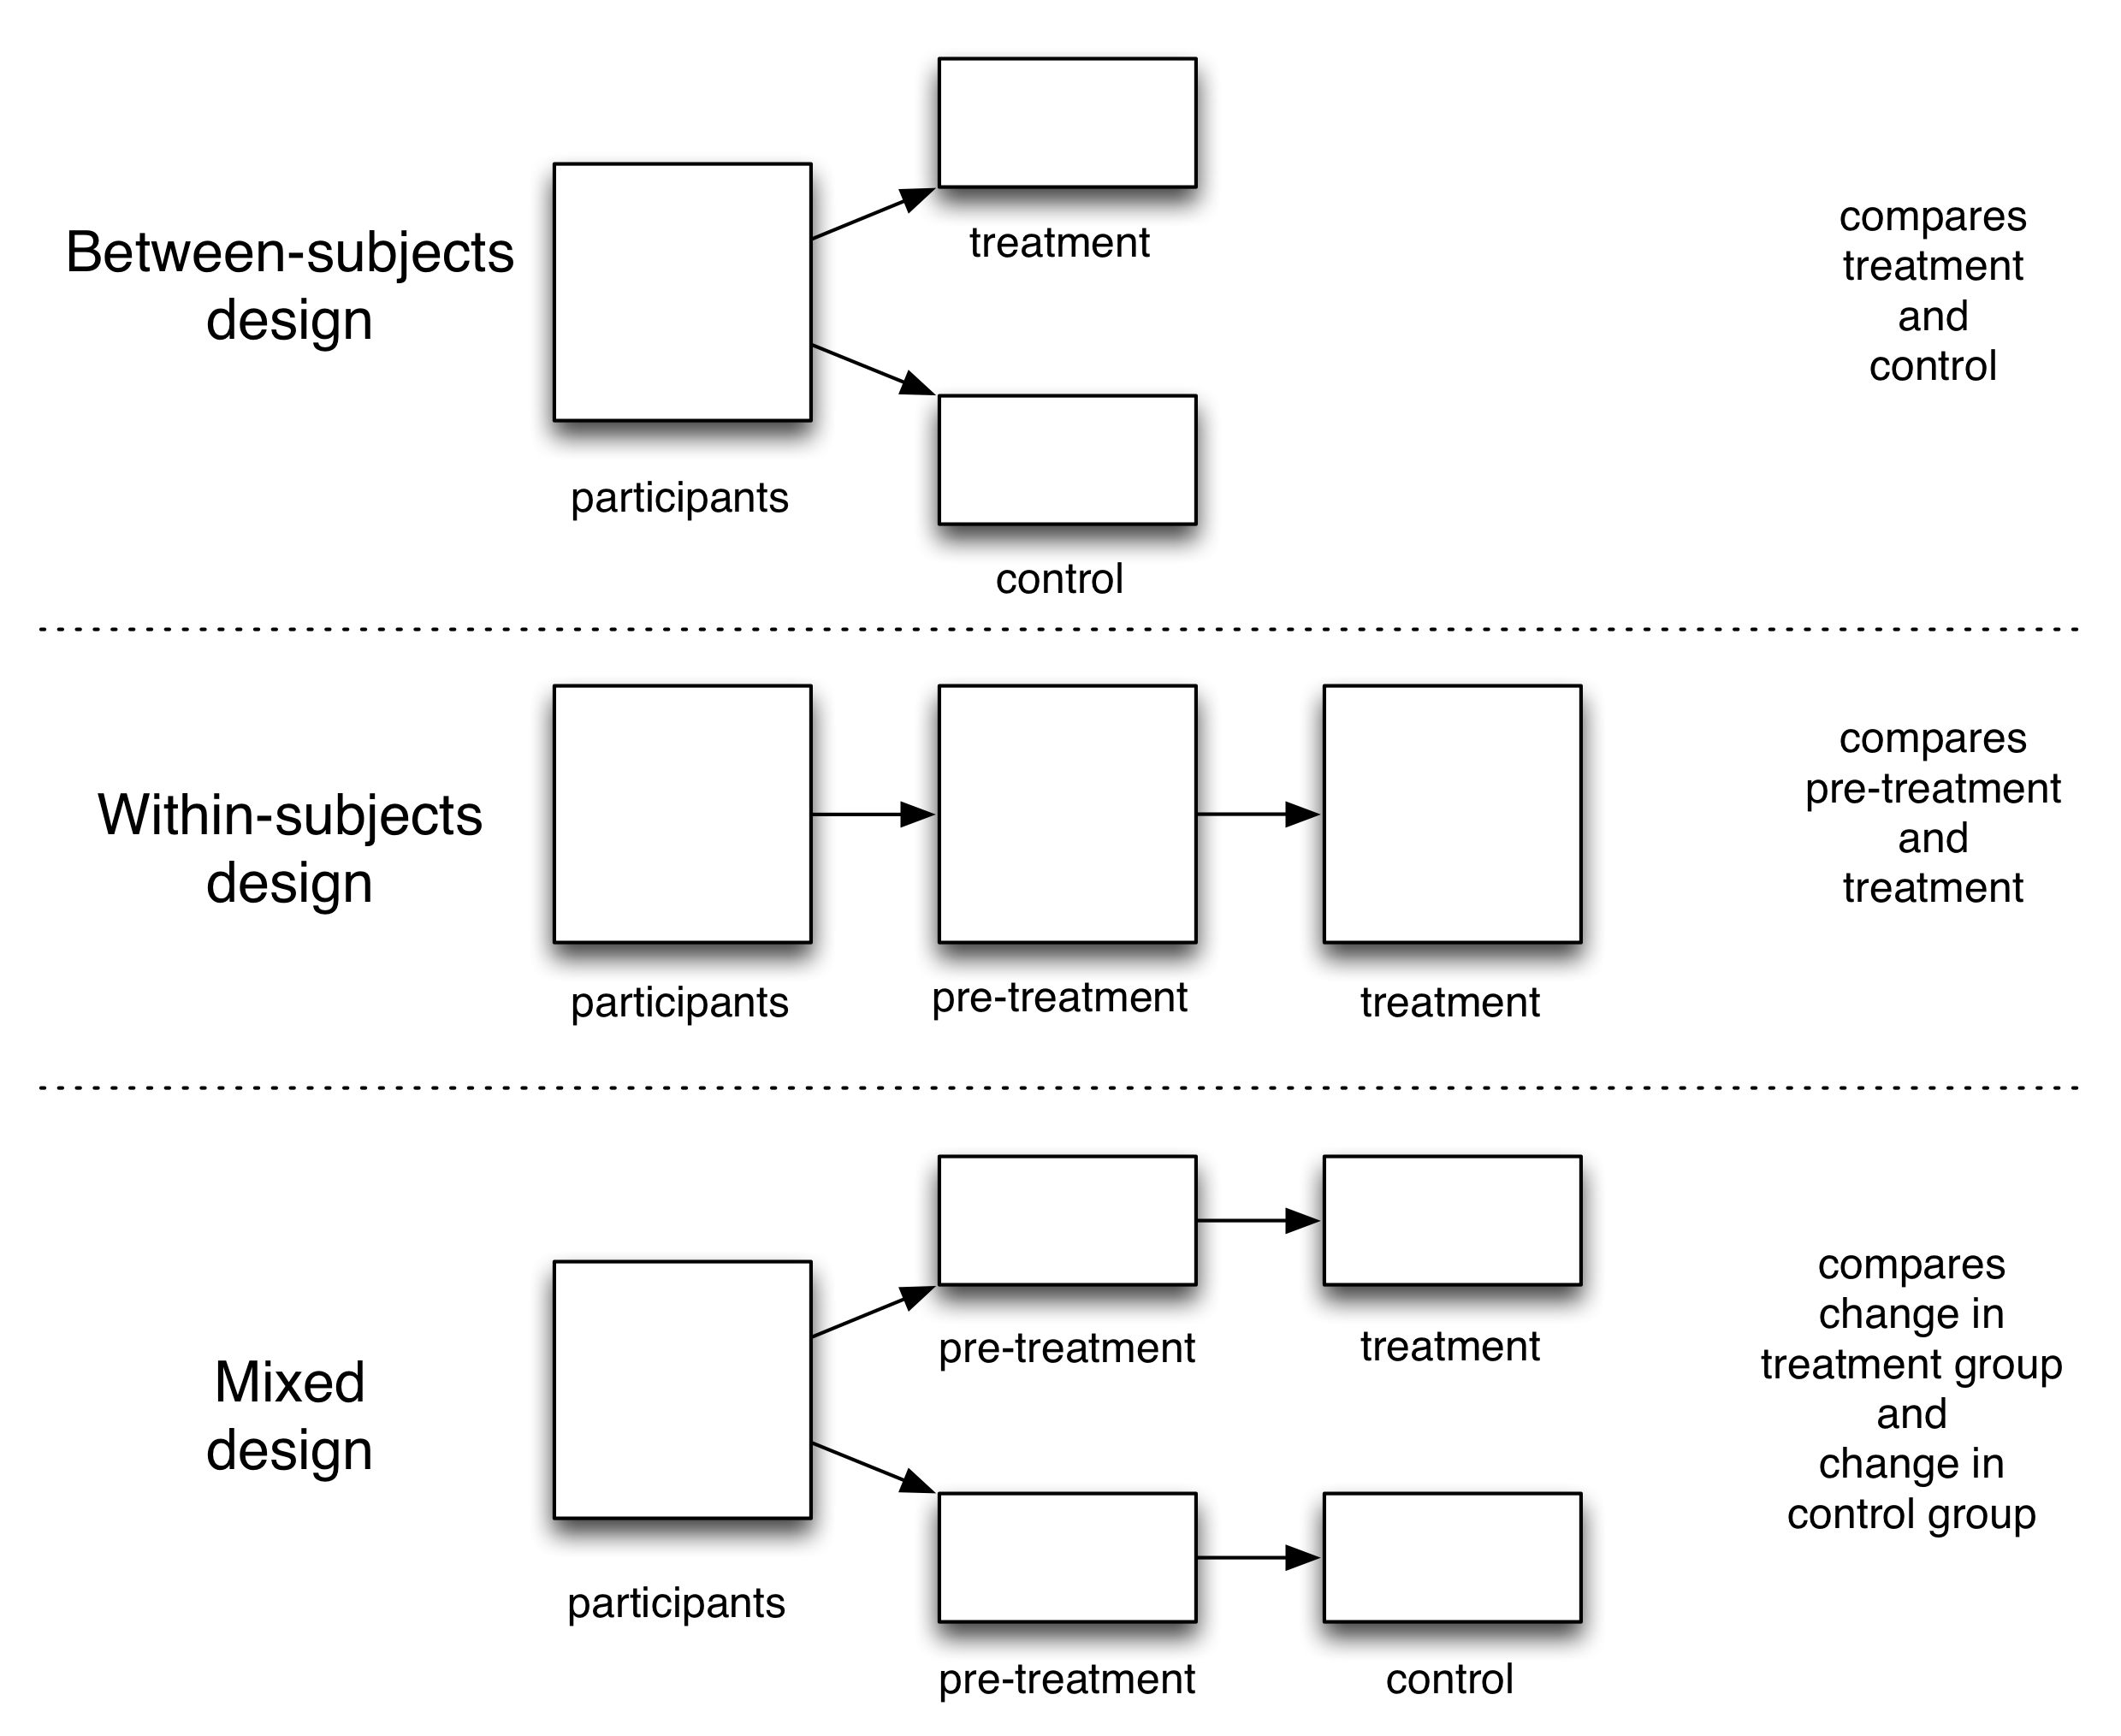 Between-subjects
design
participants
treatment
control
compares
treatment
and
control
Within-subjects
design
participants
pre-treatment
treatment
compares
pre-treatment
and
treatment
Mixed
design
participants
pre-treatment
treatment
pre-treatment
control
compares
change in
treatment group
and
change in
control group